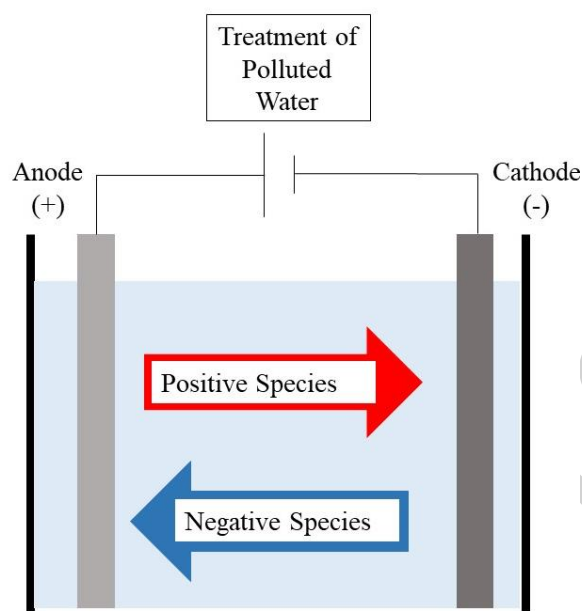 Treatment of
Polluted
Water
Anode
(+)
Cathode
(-)
Positive Species
Negative Species